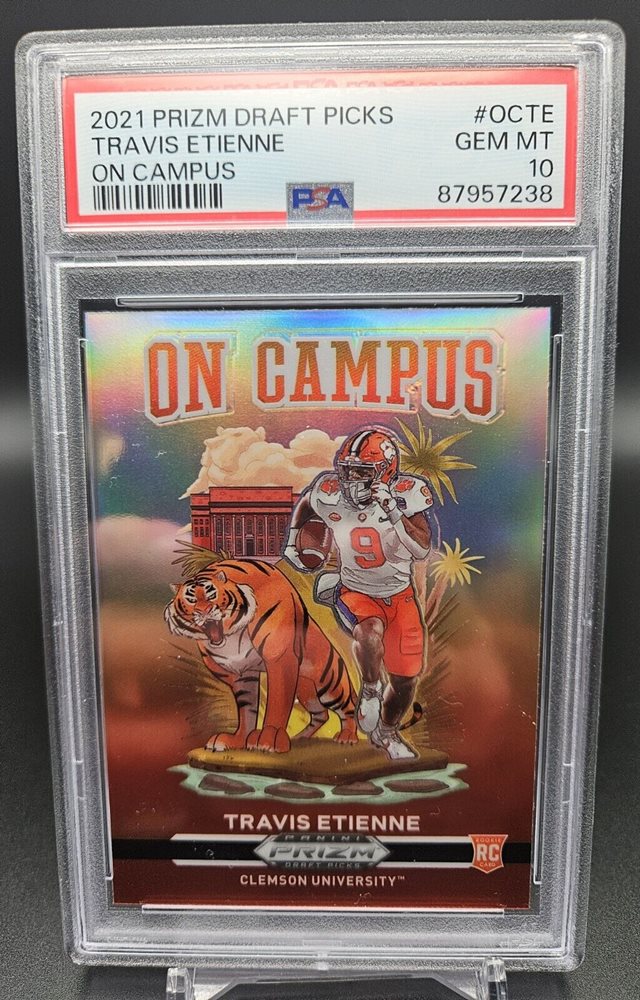 2021 PRIZM DRAFT PICKS #OCTE
TRAVIS ETIENNE GEM MT
ON CAMPUS 10
PSA 87957238
ON CAMPUS
9
9
TRAVIS ETIENNE
PANINI
PRIZM
DRAFT PICKS
ROOKIE
RC
CARD
CLEMSON UNIVERSITY™